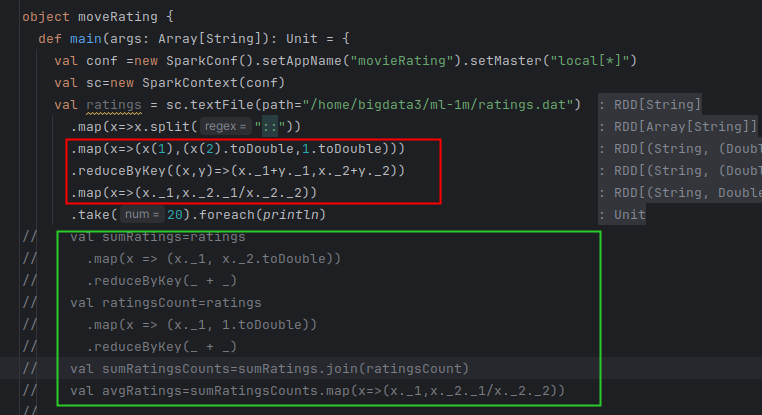 object moveRating {
def main(args: Array[String]): Unit = {
val conf =new SparkConf().setAppName("movieRating").setMaster("local[*]")
val sc=new SparkContext(conf)
val ratings = sc.textFile(path="/home/bigdata3/ml-1m/ratings.dat") : RDD[String]
.map(x=>x.split( regex= "::")) : RDD[Array[String]]
.map(x=>(x(1),(x(2).toDouble,1.toDouble))) : RDD[(String, (Doubl
.reduceByKey((x,y)=>(x._1+y._1,x._2+y._2)) : RDD[(String, (Doubl
.map(x=>(x._1,x._2._1/x._2._2)) : RDD[(String, Double
.take( num= 20).foreach(println) : Unit
// val sumRatings=ratings
// .map(x => (x._1, x._2.toDouble))
// .reduceByKey(_ + _)
// val ratingsCount=ratings
// .map(x => (x._1, 1.toDouble))
// .reduceByKey(_ + _)
// val sumRatingsCounts=sumRatings.join(ratingsCount)
// val avgRatings=sumRatingsCounts.map(x=>(x._1,x._2._1/x._2._2))
//